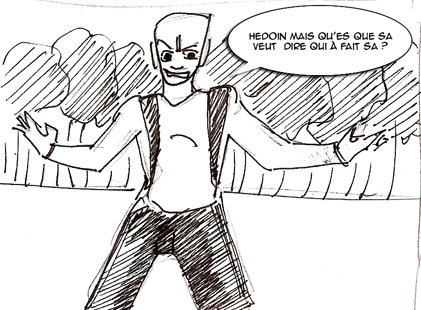 HEDOIN MAIS QU'ES QUE SA
VEUT DIRE QUI À FAIT SA ?